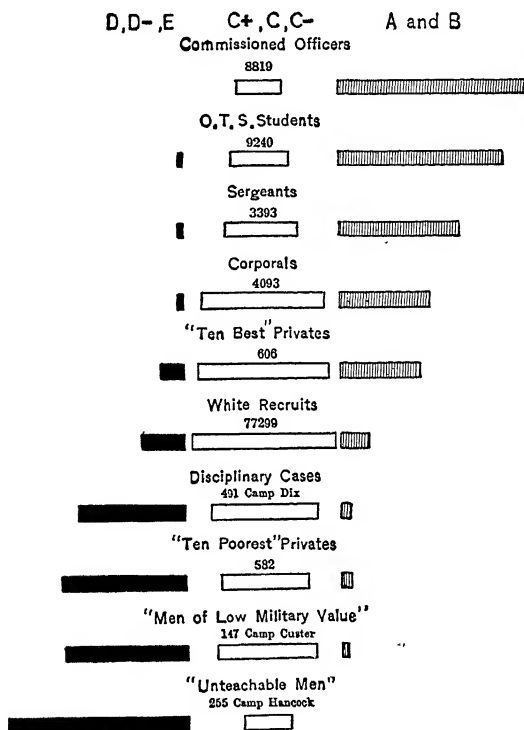 D,D-,E C+,C,C- A and B
Commissioned Officers
8819
O.T.S.Students
9240
Sergeants
3393
Corporals
4093
"Ten Best" Privates
606
White Recruits
77299
Disciplinary Cases
491 Camp Dix
"Ten Poorest" Privates
582
"Men of Low Military Value"
147 Camp Custer
"Unteachable Men"
255 Camp Hancock